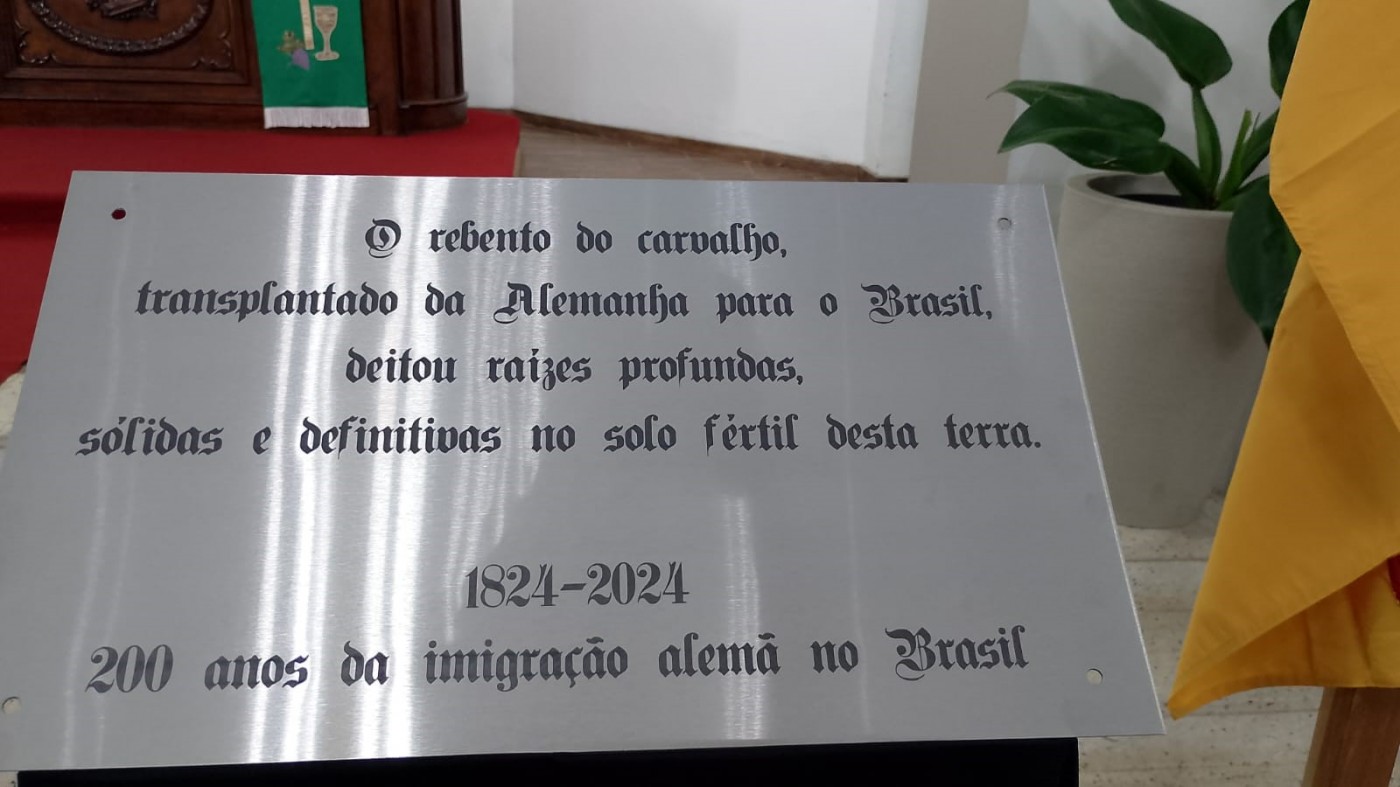 O rebento do carvalho,
transplantado da Alemanha para o Brasil,
deitou raízes profundas,
sólidas e definitivas no solo fértil desta terra.
1824-2024
200 anos da imigração alemã no Brasil